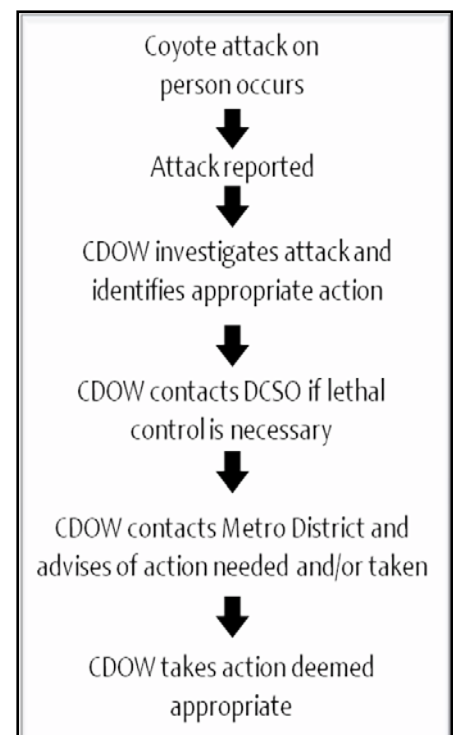 Coyote attack on
person occurs
Attack reported
CDOW investigates attack and
identifies appropriate action
CDOW contacts DCSO if lethal
control is necessary
CDOW contacts Metro District and
advises of action needed and/or taken
CDOW takes action deemed
appropriate